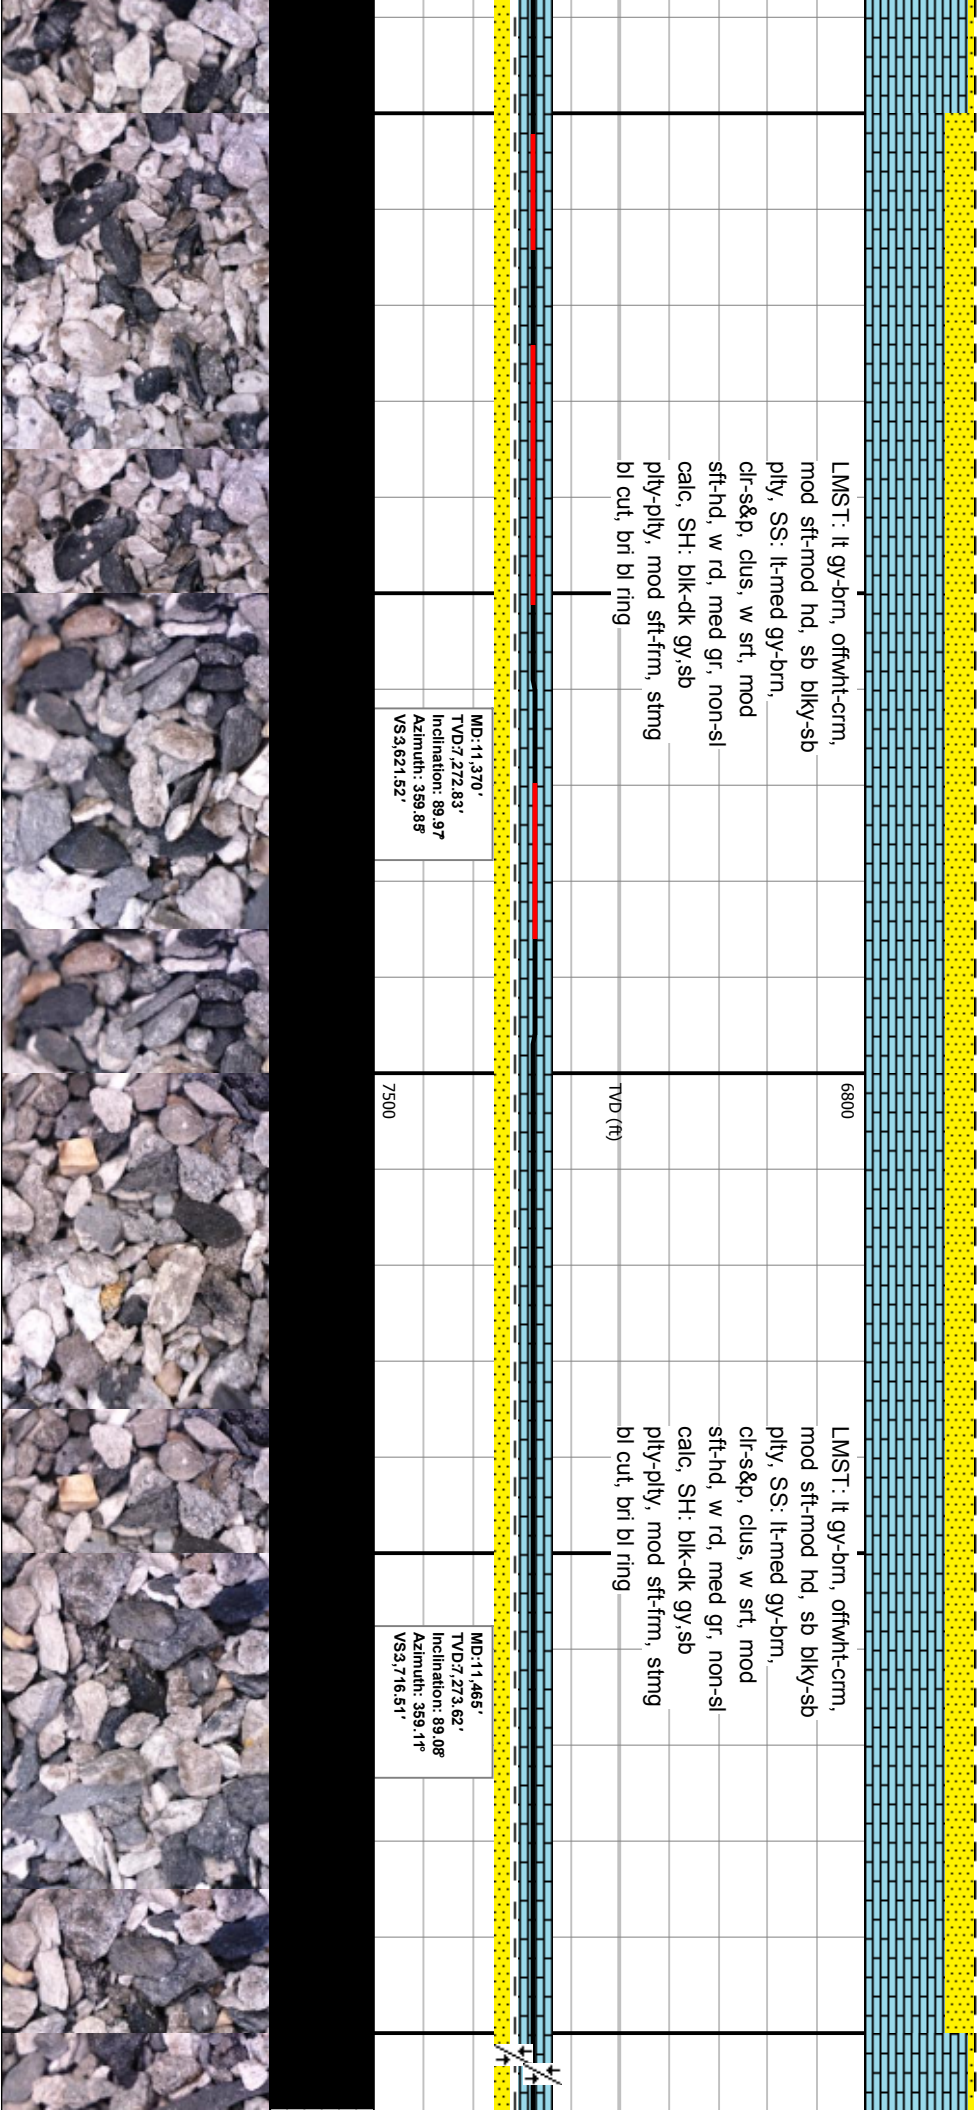 LMST: lt gy-brn, offwht-crm,
mod sft-mod hd, sb blky-sb
plty, SS: lt-med gy-brn,
clr-s&p, clus, w srt, mod
sft-hd, w rd, med gr, non-sl
calc, SH: blk-dk gy,sb
plty-plty, mod sft-frm, stmg
bl cut, bri bl ring
MD:11,370'
TVD:7,272.83'
Inclination: 89.97°
Azimuth: 359.85°
VS:3,621.52'
6800
TVD (ft)
7500
LMST: lt gy-brn, offwht-crm,
mod sft-mod hd, sb blky-sb
plty, SS: lt-med gy-brn,
clr-s&p, clus, w srt, mod
sft-hd, w rd, med gr, non-sl
calc, SH: blk-dk gy,sb
plty-plty, mod sft-frm, stmg
bl cut, bri bl ring
MD:11,465'
TVD:7,273.62'
Inclination: 89.08°
Azimuth: 359.11°
VS:3,716.51'